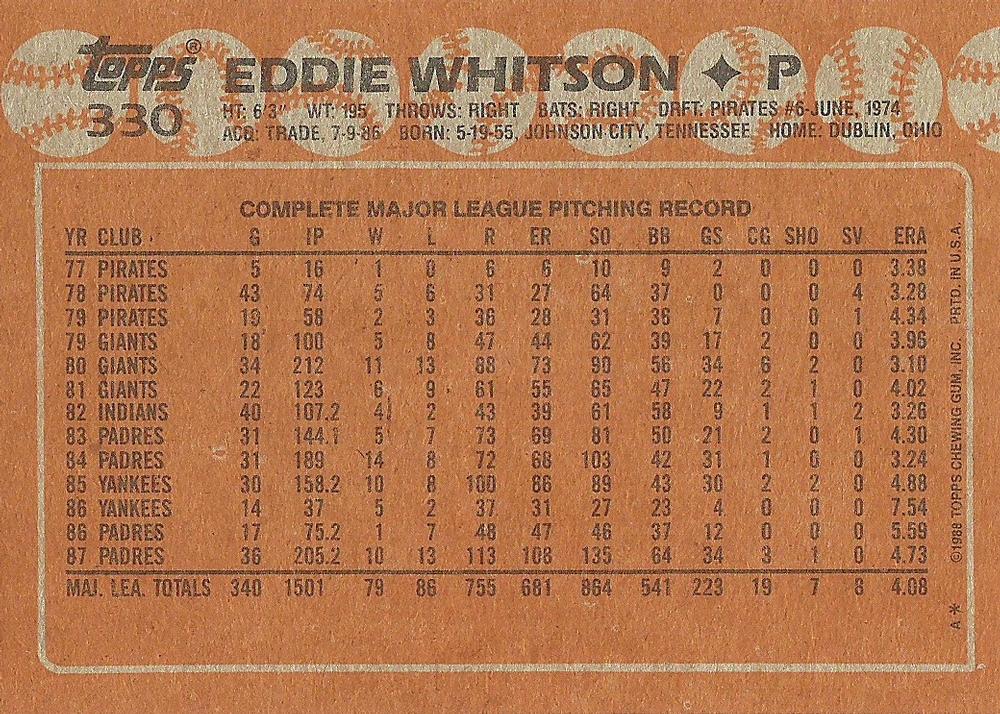 Topps® EDDIE WHITSON ✦ P
330
HT: 6'3" WT: 195 THROWS: RIGHT BATS: RIGHT DRFT: PIRATES #6-JUNE, 1974
ACQ: TRADE, 7-9-86 BORN: 5-19-55, JOHNSON CITY, TENNESSEE HOME: DUBLIN, OHIO
COMPLETE MAJOR LEAGUE PITCHING RECORD
YR CLUB G IP W L R ER SO BB GS CG SHO SV ERA
77 PIRATES 5 16 1 0 6 6 10 9 2 0 0 0 3.38
78 PIRATES 43 74 5 6 31 27 64 37 0 0 0 4 3.28
79 PIRATES 19 58 2 3 36 28 31 36 7 0 0 1 4.34
79 GIANTS 18 100 5 8 47 44 62 39 17 2 0 0 3.96
80 GIANTS 34 212 11 13 88 73 90 56 34 6 2 0 3.10
81 GIANTS 22 123 6 9 61 55 65 47 22 2 1 0 4.02
82 INDIANS 40 107.2 4 2 43 39 61 58 9 1 1 2 3.26
83 PADRES 31 144.1 5 7 73 69 81 50 21 2 0 1 4.30
84 PADRES 31 189 14 8 72 68 103 42 31 1 0 0 3.24
85 YANKEES 30 158.2 10 8 100 86 89 43 30 2 2 0 4.88
86 YANKEES 14 37 5 2 37 31 27 23 4 0 0 0 7.54
86 PADRES 17 75.2 1 7 48 47 46 37 12 0 0 0 5.59
87 PADRES 36 205.2 10 13 113 108 135 64 34 3 1 0 4.73
MAJ. LEA. TOTALS 340 1501 79 86 755 681 864 541 223 19 7 8 4.08
A* ©1988 TOPPS CHEWING GUM, INC. PRTD. IN U.S.A.